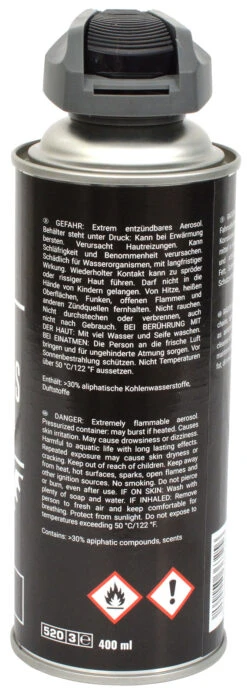 GEFAHR: Extrem entzündbares Aerosol.
Behälter steht unter Druck: Kann bei Erwärmung
bersten. Verursacht Hautreizungen. Kann
Schläfrigkeit und Benommenheit verursachen.
Schädlich für Wasserorganismen, mit langfristiger
Wirkung. Wiederholter Kontakt kann zu spröder
oder rissiger Haut führen. Darf nicht in die
Hände von Kindern gelangen. Von Hitze, heißen
Oberflächen, Funken, offenen Flammen und
anderen Zündquellen fernhalten. Nicht rauchen.
Nicht durchstechen oder verbrennen, auch
nicht nach Gebrauch. BEI BERÜHRUNG MIT
DER HAUT: Mit viel Wasser und Seife waschen.
BEI EINATMEN: Die Person an die frische Luft
bringen und für ungehinderte Atmung sorgen. Vor
Sonnenbestrahlung schützen. Nicht Temperaturen
über 50 °C/122 °F aussetzen.
Enthält: >30% aliphatische Kohlenwasserstoffe,
Duftstoffe
DANGER: Extremely flammable aerosol.
Pressurized container: may burst if heated. Causes
skin irritation. May cause drowsiness or dizziness.
Harmful to aquatic life with long lasting effects.
Repeated exposure may cause skin dryness or
cracking. Keep out of reach of children. Keep away
from heat, hot surfaces, sparks, open flames and
other ignition sources. No smoking. Do not pierce
or burn, even after use. IF ON SKIN: Wash with
plenty of soap and water. IF INHALED: Remove
person to fresh air and keep comfortable for
breathing. Protect from sunlight. Do not expose to
temperatures exceeding 50 °C/122 °F.
Contains: >30% aliphatic compounds, scents
520 3 ℮
400 ml